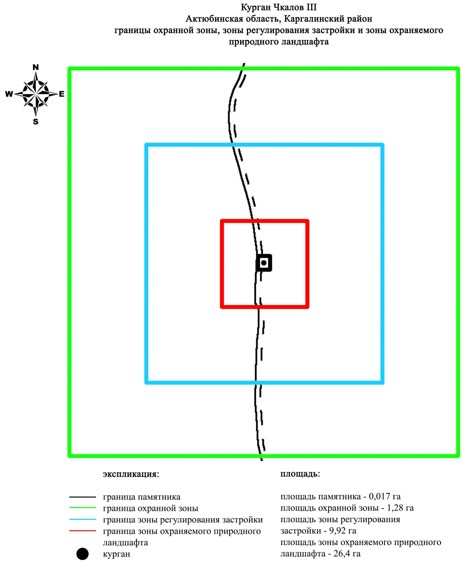 Курган Чкалов III
Актюбинская область, Каргалинский район
границы охранной зоны, зоны регулирования застройки и зоны охраняемого
природного ландшафта
N
W E
S
экспликация:
граница памятника
граница охранной зоны
граница зоны регулирования застройки
граница зоны охраняемого природного
ландшафта
курган
площадь:
площадь памятника - 0,017 га
площадь охранной зоны - 1,28 га
площадь зоны регулирования
застройки - 9,92 га
площадь зоны охраняемого природного
ландшафта - 26,4 га